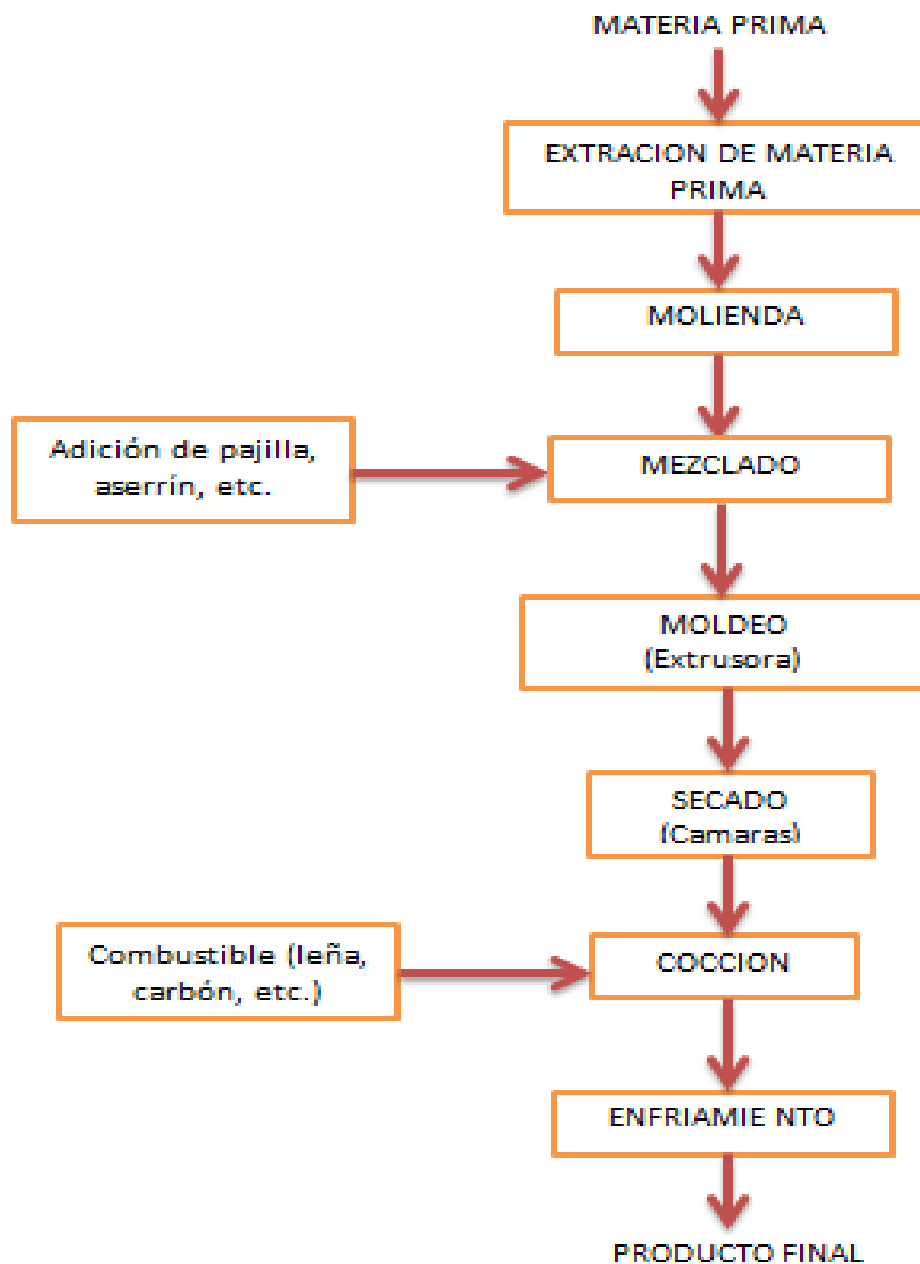 MATERIA PRIMA
EXTRACION DE MATERIA
PRIMA
MOLIENDA
Adición de pajilla,
aserrín, etc.
MEZCLADO
MOLDEO
(Extrusora)
SECADO
(Camaras)
Combustible (leña,
carbón, etc.)
COCCION
ENFRIAMIE NTO
PRODUCTO FINAL